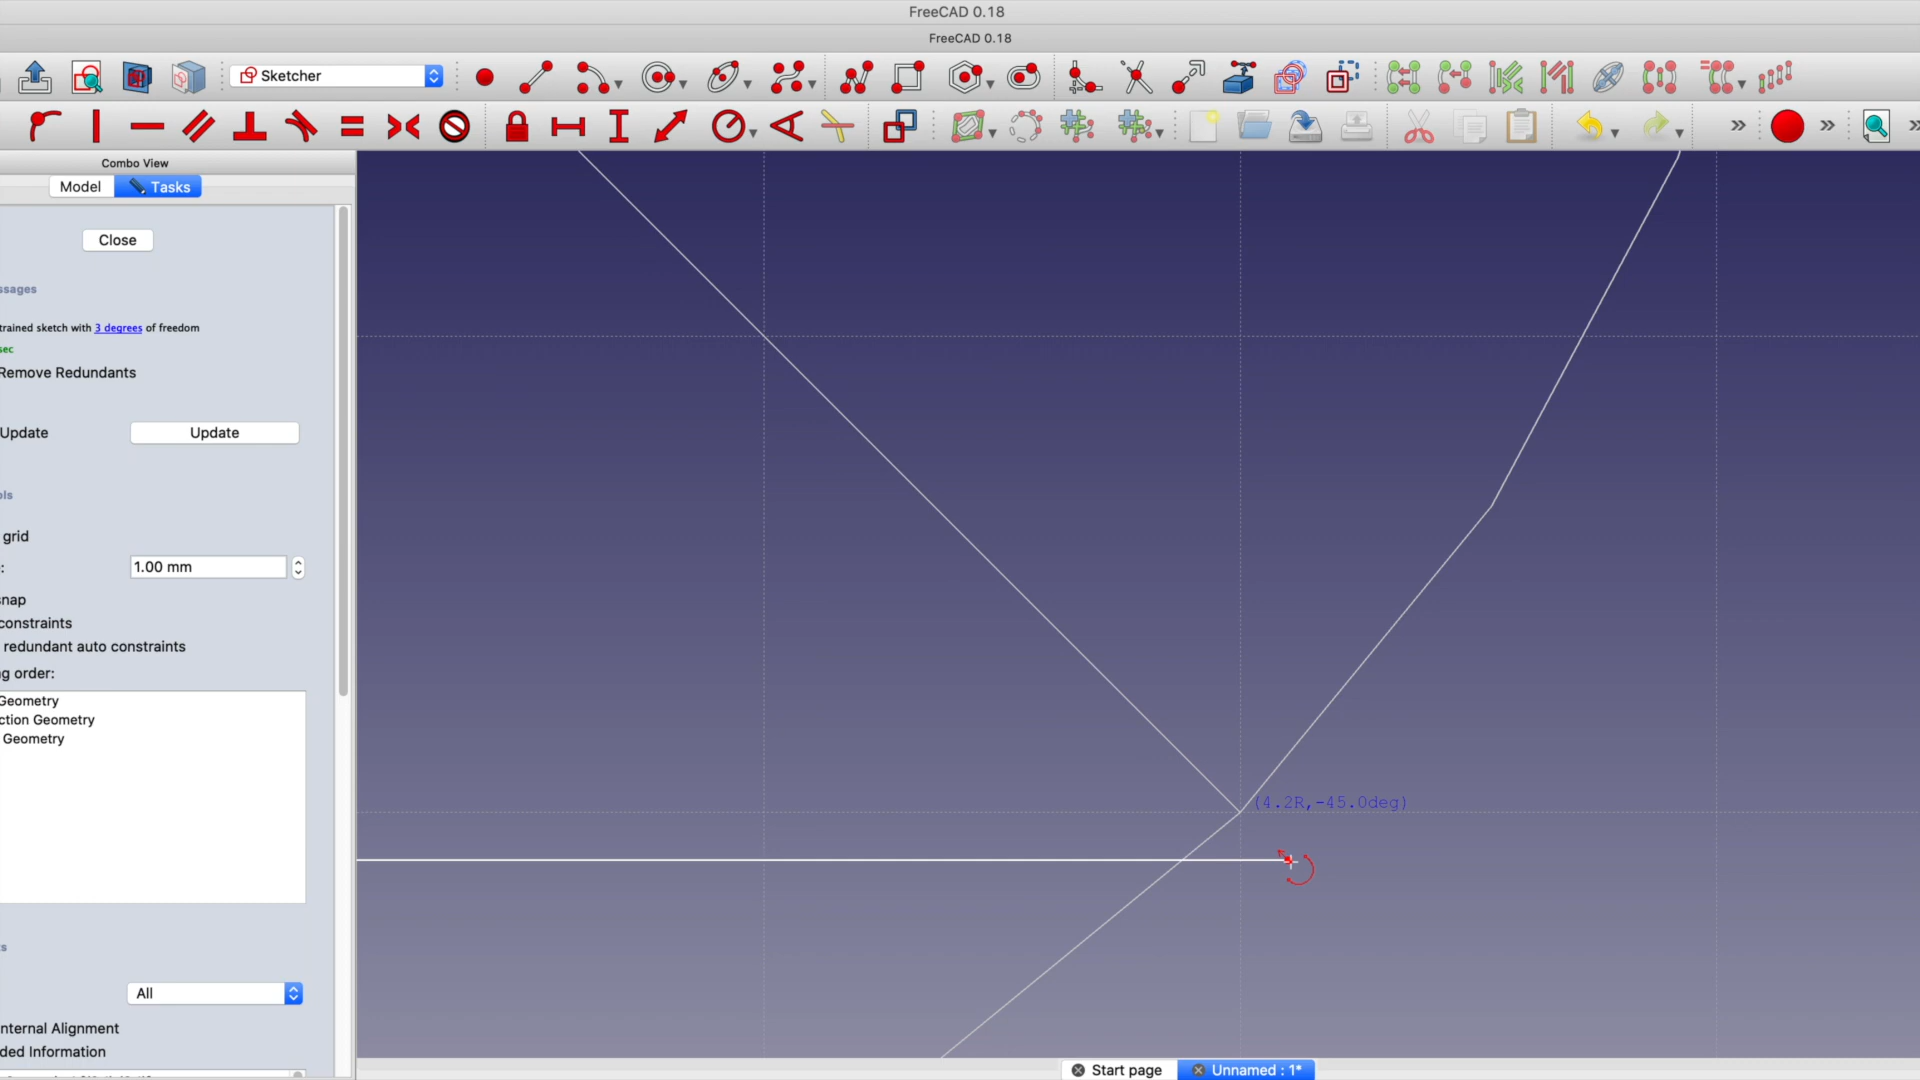 FreeCAD 0.18
FreeCAD 0.18
Sketcher
Combo View
Model
Tasks
Close
ssages
trained sketch with 3 degrees of freedom
sec
Remove Redundants
Update
Update
ols
grid
:
1.00 mm
snap
constraints
redundant auto constraints
g order:
Geometry
ction Geometry
Geometry
(4.2R,-45.0deg)
s
All
nternal Alignment
ded Information
Start page
Unnamed : 1*